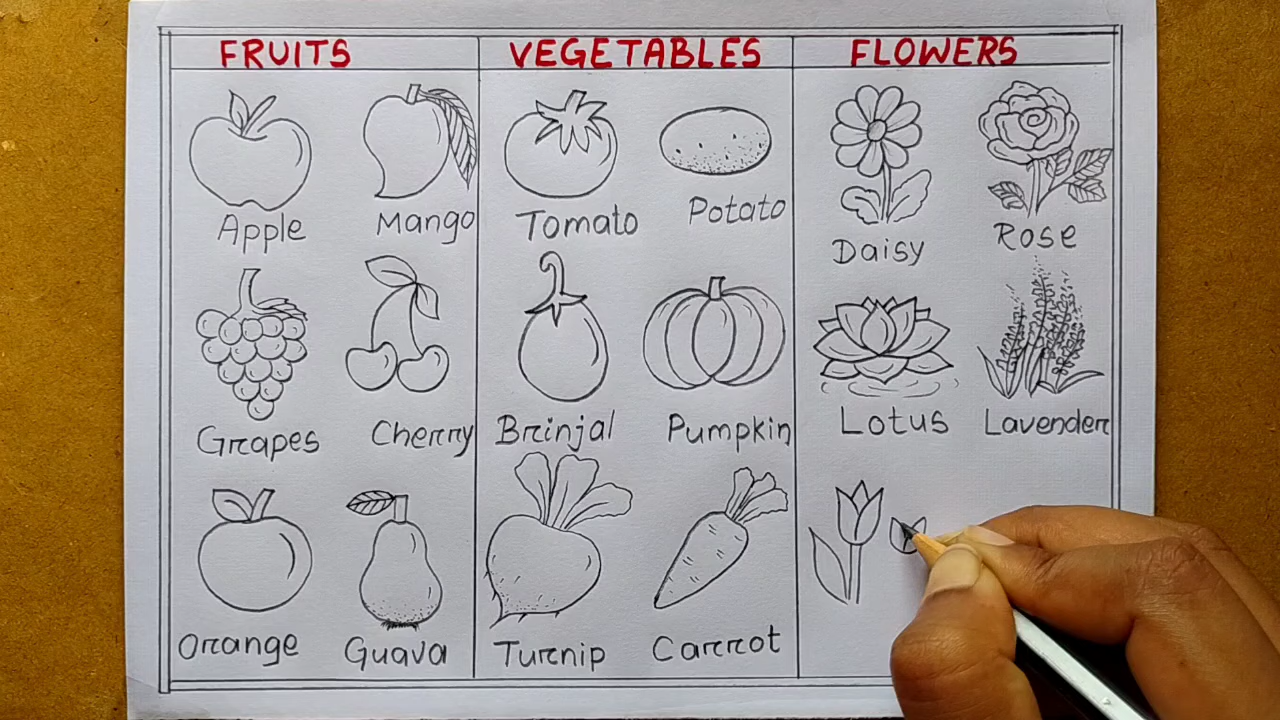 FRUITS VEGETABLES FLOWERS
Apple Mango Tomato Potato Daisy Rose
Grapes Cherry Brinjal Pumpkin Lotus Lavender
Orange Guava Turnip Carrot